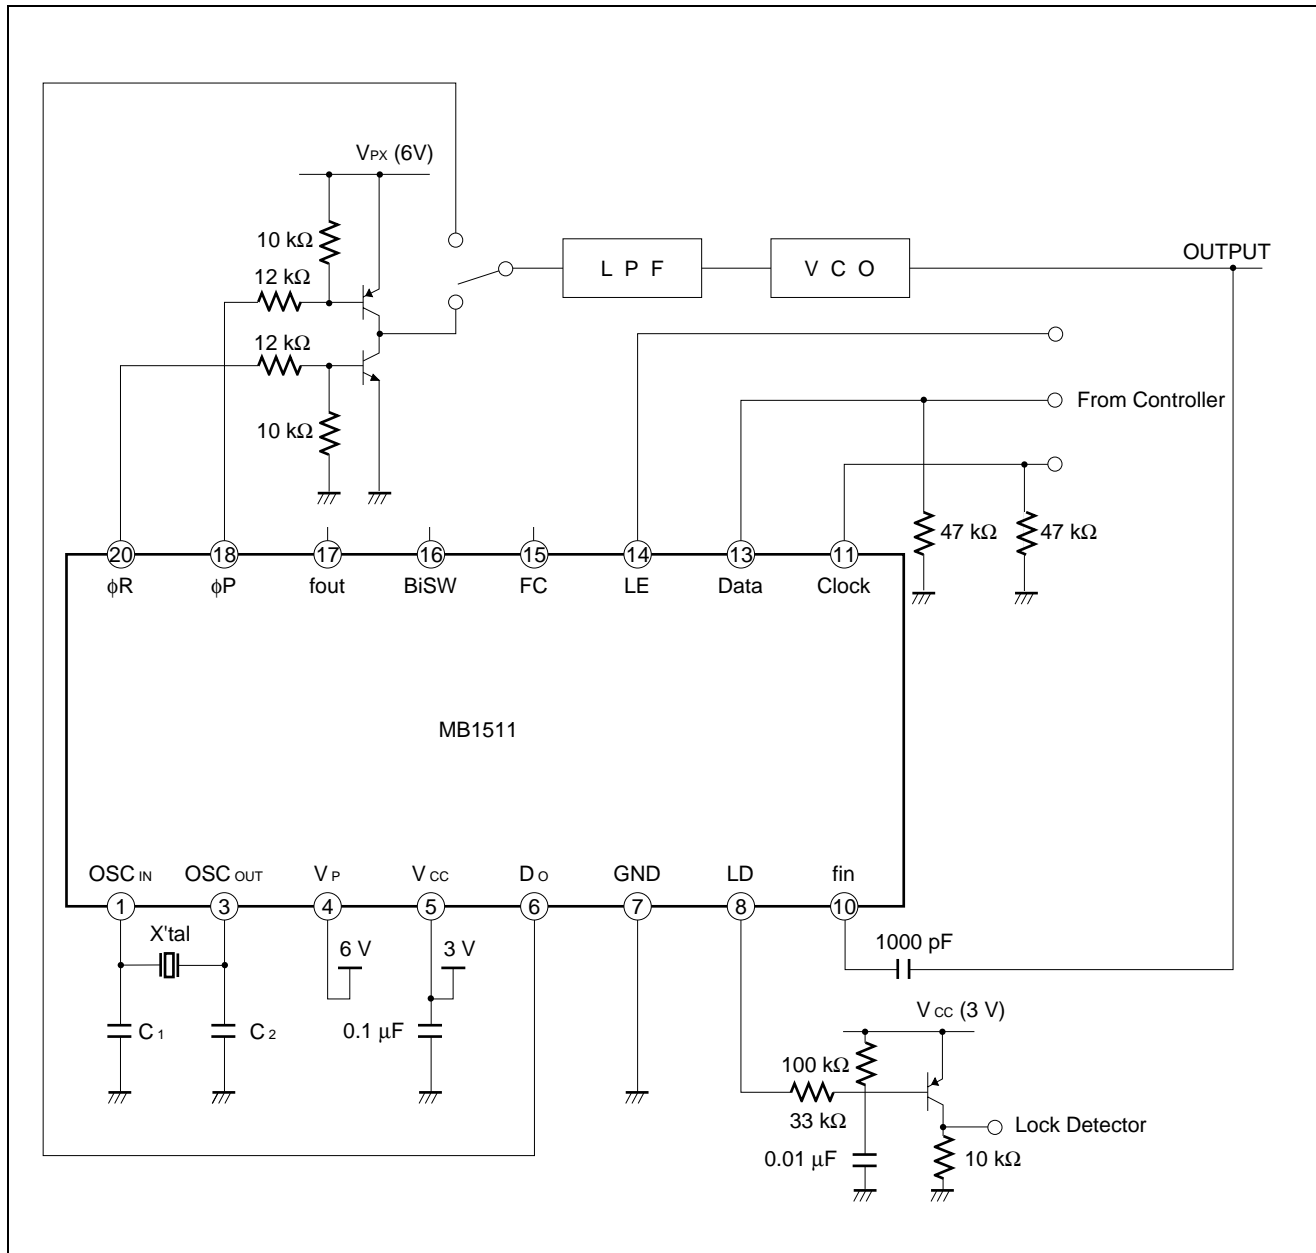 VPX (6V)
10 kΩ
12 kΩ
12 kΩ
10 kΩ
L P F
V C O
OUTPUT
From Controller
47 kΩ
47 kΩ
20 18 17 16 15 14 13 11
ϕR ϕP fout BiSW FC LE Data Clock
MB1511
OSC IN OSC OUT V P V CC D O GND LD fin
1 3 4 5 6 7 8 10
X'tal
6 V
3 V
1000 pF
C 1
C 2
0.1 μF
V CC (3 V)
100 kΩ
33 kΩ
Lock Detector
0.01 μF
10 kΩ